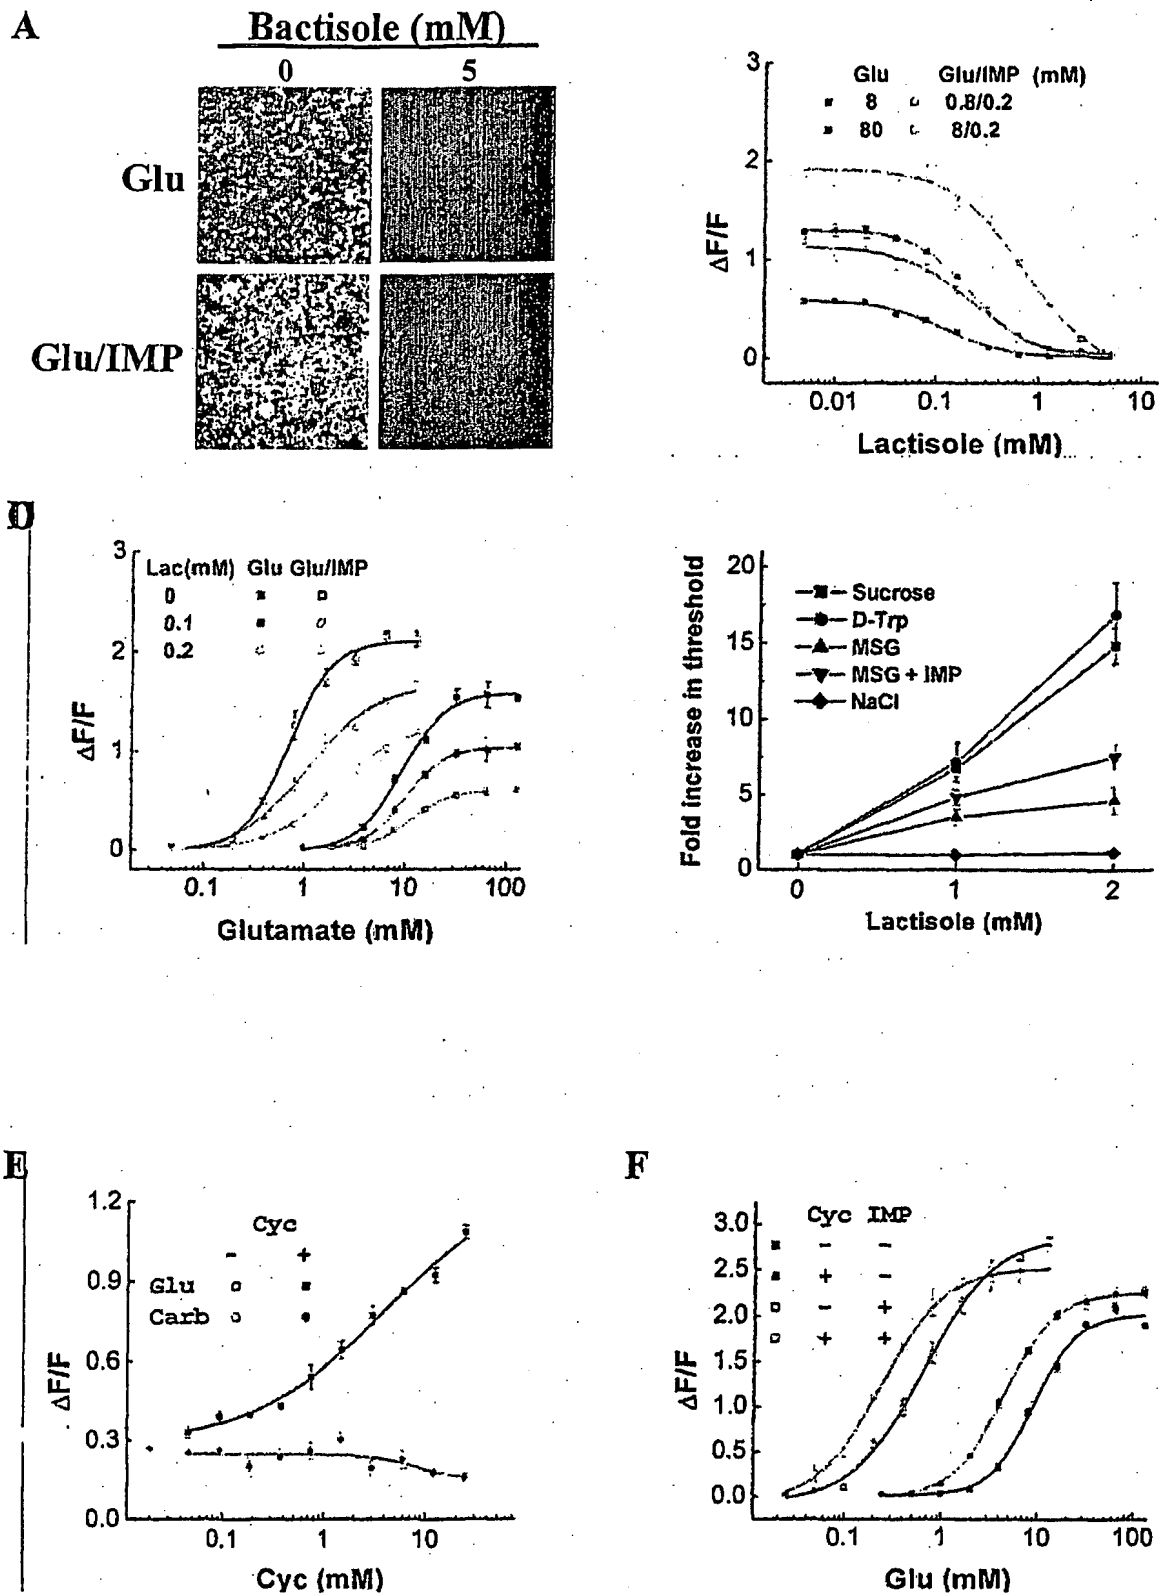 A
Bactisole (mM)
0 5
Glu
Glu/IMP
3
2
1
0
ΔF/F
Glu Glu/IMP (mM)
8 0.8/0.2
80 8/0.2
0.01 0.1 1 10
Lactisole (mM)
D
3
2
1
0
ΔF/F
Lac(mM) Glu Glu/IMP
0
0.1
0.2
0.1 1 10 100
Glutamate (mM)
20
15
10
5
0
Fold increase in threshold
Sucrose
D-Trp
MSG
MSG + IMP
NaCl
0 1 2
Lactisole (mM)
E
1.2
0.9
0.6
0.3
0.0
ΔF/F
Cyc
- +
Glu
Carb
0.1 1 10
Cyc (mM)
F
3.0
2.5
2.0
1.5
1.0
0.5
0.0
ΔF/F
Cyc IMP
- -
+ -
- +
+ +
0.1 1 10 100
Glu (mM)